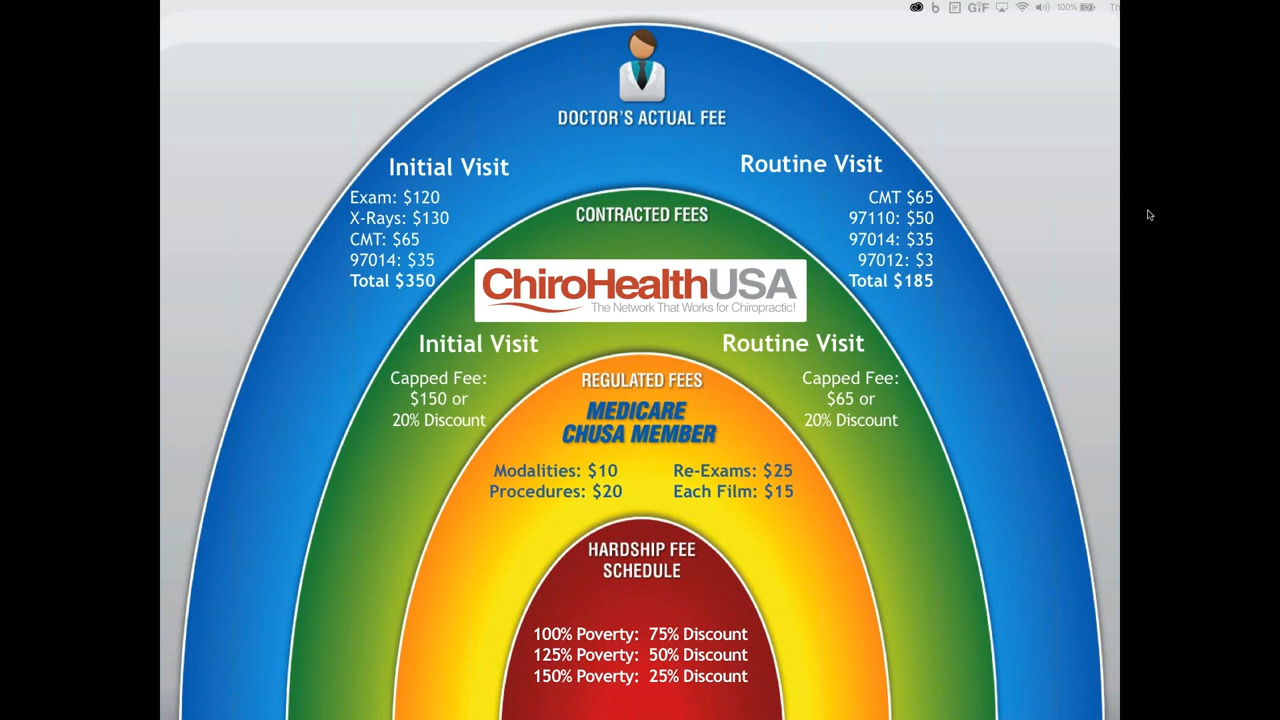 b GiF 100% Th
DOCTOR'S ACTUAL FEE
Initial Visit
Exam: $120
X-Rays: $130
CMT: $65
97014: $35
Total $350
Routine Visit
CMT $65
97110: $50
97014: $35
97012: $3
Total $185
CONTRACTED FEES
ChiroHealthUSA
The Network That Works for Chiropractic!
Initial Visit
Capped Fee:
$150 or
20% Discount
Routine Visit
Capped Fee:
$65 or
20% Discount
REGULATED FEES
MEDICARE
CHUSA MEMBER
Modalities: $10
Procedures: $20
Re-Exams: $25
Each Film: $15
HARDSHIP FEE
SCHEDULE
100% Poverty: 75% Discount
125% Poverty: 50% Discount
150% Poverty: 25% Discount